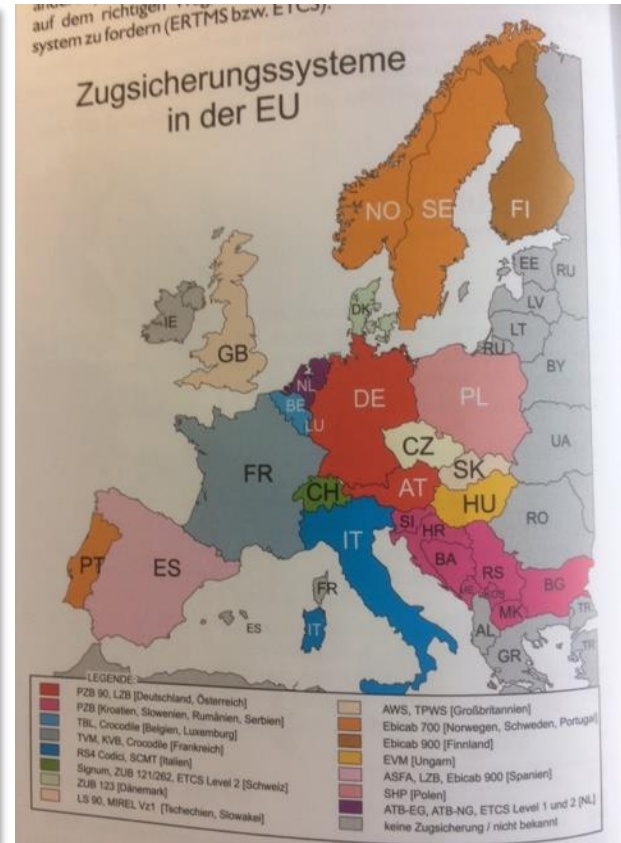 auf dem richtigen
system zu fordern (ERTMS bzw. ETCS).
Zugsicherungssysteme
in der EU
NO SE FI
EE RU
LV
LT
RU
BY
IE
GB
DK
NL
BE
LU
DE
PL
UA
CZ
SK
FR
CH
AT
HU
RO
IT
SI
HR
BA
RS
BG
MK
TR
AL
GR
TR
PT
ES
FR
ES
IT
LEGENDE:
PZB 90, LZB [Deutschland, Österreich]
PZB [Kroatien, Slowenien, Rumänien, Serbien]
TBL, Crocodile [Belgien, Luxemburg]
TVM, KVB, Crocodile [Frankreich]
RS4 Codici, SCMT [Italien]
Signum, ZUB 121/262, ETCS Level 2 [Schweiz]
ZUB 123 [Dänemark]
LS 90, MIREL Vz1 [Tschechien, Slowakei]
AWS, TPWS [Großbritannien]
Ebicab 700 [Norwegen, Schweden, Portugal]
Ebicab 900 [Finnland]
EVM [Ungarn]
ASFA, LZB, Ebicab 900 [Spanien]
SHP [Polen]
ATB-EG, ATB-NG, ETCS Level 1 und 2 [NL]
keine Zugsicherung / nicht bekannt